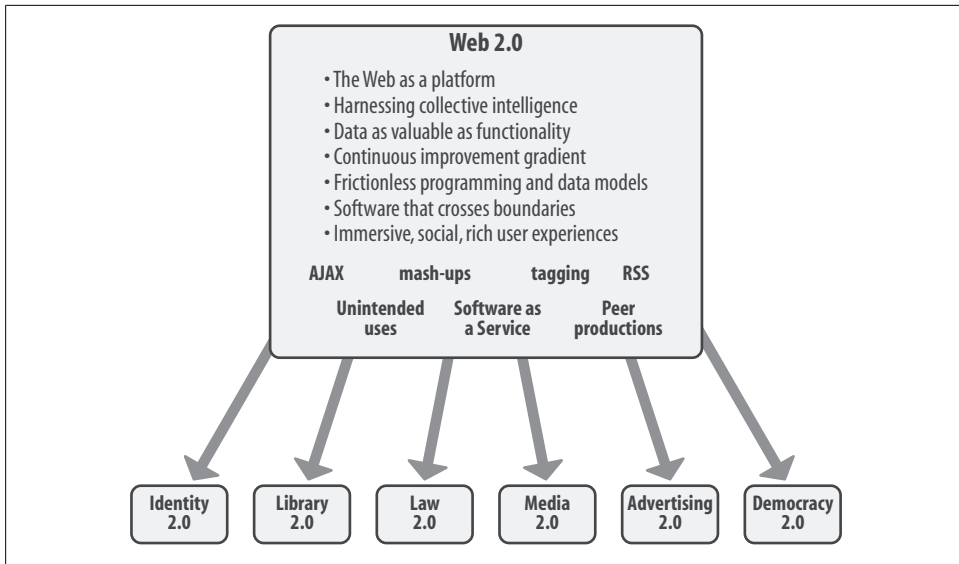 Web 2.0
• The Web as a platform
• Harnessing collective intelligence
• Data as valuable as functionality
• Continuous improvement gradient
• Frictionless programming and data models
• Software that crosses boundaries
• Immersive, social, rich user experiences
AJAX mash-ups tagging RSS
Unintended Software as Peer
uses a Service productions
Identity Library Law Media Advertising Democracy
2.0 2.0 2.0 2.0 2.0 2.0